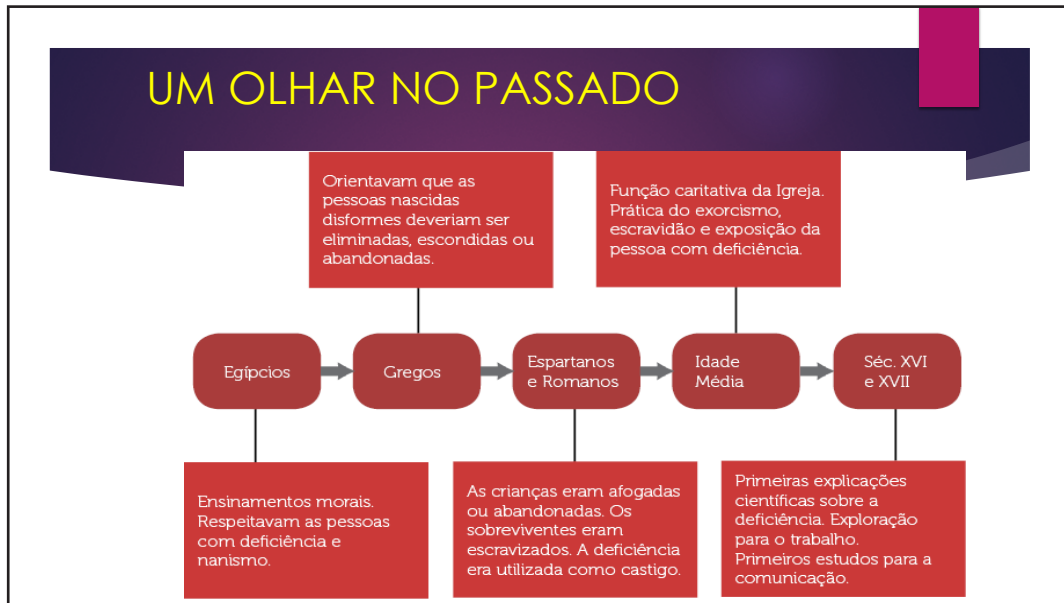 UM OLHAR NO PASSADO
Orientavam que as
pessoas nascidas
disformes deveriam ser
eliminadas, escondidas ou
abandonadas.
Função caritativa da Igreja.
Prática do exorcismo,
escravidão e exposição da
pessoa com deficiência.
Egípcios
Gregos
Espartanos
e Romanos
Idade
Média
Séc. XVI
e XVII
Ensinamentos morais.
Respeitavam as pessoas
com deficiência e
nanismo.
As crianças eram afogadas
ou abandonadas. Os
sobreviventes eram
escravizados. A deficiência
era utilizada como castigo.
Primeiras explicações
científicas sobre a
deficiência. Exploração
para o trabalho.
Primeiros estudos para a
comunicação.